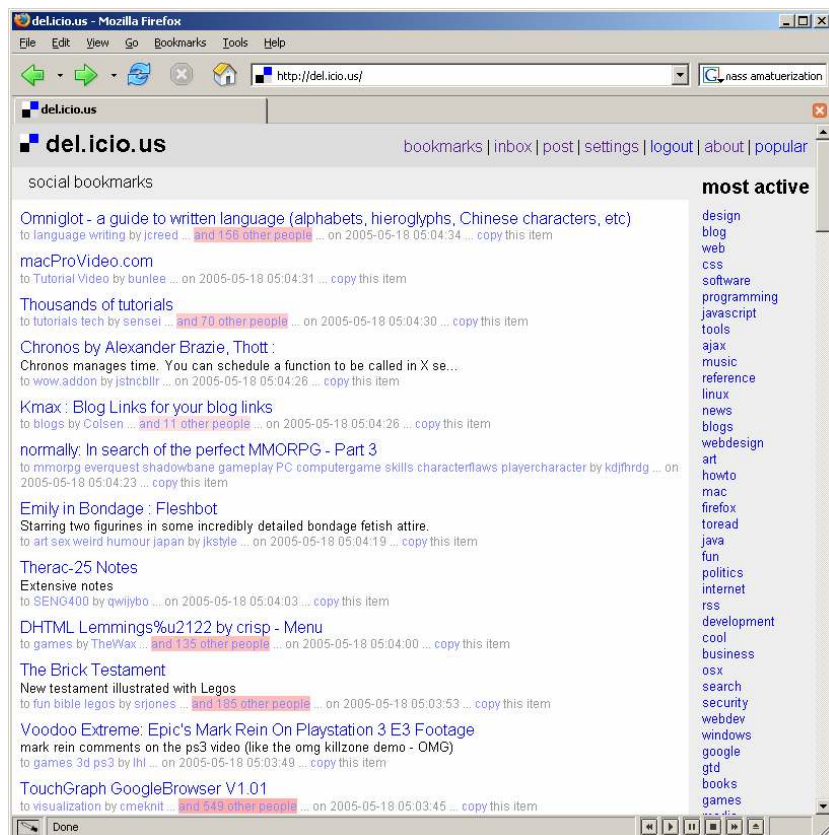 del.icio.us - Mozilla Firefox
File Edit View Go Bookmarks Tools Help
http://del.icio.us/
nass amatuerization
del.icio.us
del.icio.us
bookmarks | inbox | post | settings | logout | about | popular
social bookmarks
Omniglot - a guide to written language (alphabets, hieroglyphs, Chinese characters, etc)
to language writing by jcreed ... and 156 other people ... on 2005-05-18 05:04:34 ... copy this item
macProVideo.com
to Tutorial Video by bunlee ... on 2005-05-18 05:04:31 ... copy this item
Thousands of tutorials
to tutorials tech by sensei ... and 70 other people ... on 2005-05-18 05:04:30 ... copy this item
Chronos by Alexander Brazie, Thott :
Chronos manages time. You can schedule a function to be called in X se...
to wow.addon by jstncbllr ... on 2005-05-18 05:04:26 ... copy this item
Kmax : Blog Links for your blog links
to blogs by Colsen ... and 11 other people ... on 2005-05-18 05:04:26 ... copy this item
normally: In search of the perfect MMORPG - Part 3
to mmorpg everquest shadowbane gameplay PC computergame skills characterflaws playercharacter by kdjfhrdg ... on
2005-05-18 05:04:23 ... copy this item
Emily in Bondage : Fleshbot
Starring two figurines in some incredibly detailed bondage fetish attire.
to art sex weird humour japan by jkstyle ... on 2005-05-18 05:04:19 ... copy this item
Therac-25 Notes
Extensive notes
to SENG400 by qwijybo ... on 2005-05-18 05:04:03 ... copy this item
DHTML Lemmings%u2122 by crisp - Menu
to games by TheWax ... and 135 other people ... on 2005-05-18 05:04:00 ... copy this item
The Brick Testament
New testament illustrated with Legos
to fun bible legos by srjones ... and 185 other people ... on 2005-05-18 05:03:53 ... copy this item
Voodoo Extreme: Epic's Mark Rein On Playstation 3 E3 Footage
mark rein comments on the ps3 video (like the omg killzone demo - OMG)
to games 3d ps3 by lhl ... on 2005-05-18 05:03:49 ... copy this item
TouchGraph GoogleBrowser V1.01
to visualization by cmeknit ... and 549 other people ... on 2005-05-18 05:03:45 ... copy this item
most active
design
blog
web
css
software
programming
javascript
tools
ajax
music
reference
linux
news
blogs
webdesign
art
howto
mac
firefox
toread
java
fun
politics
internet
rss
development
cool
business
osx
search
security
webdev
windows
google
gtd
books
games
Done